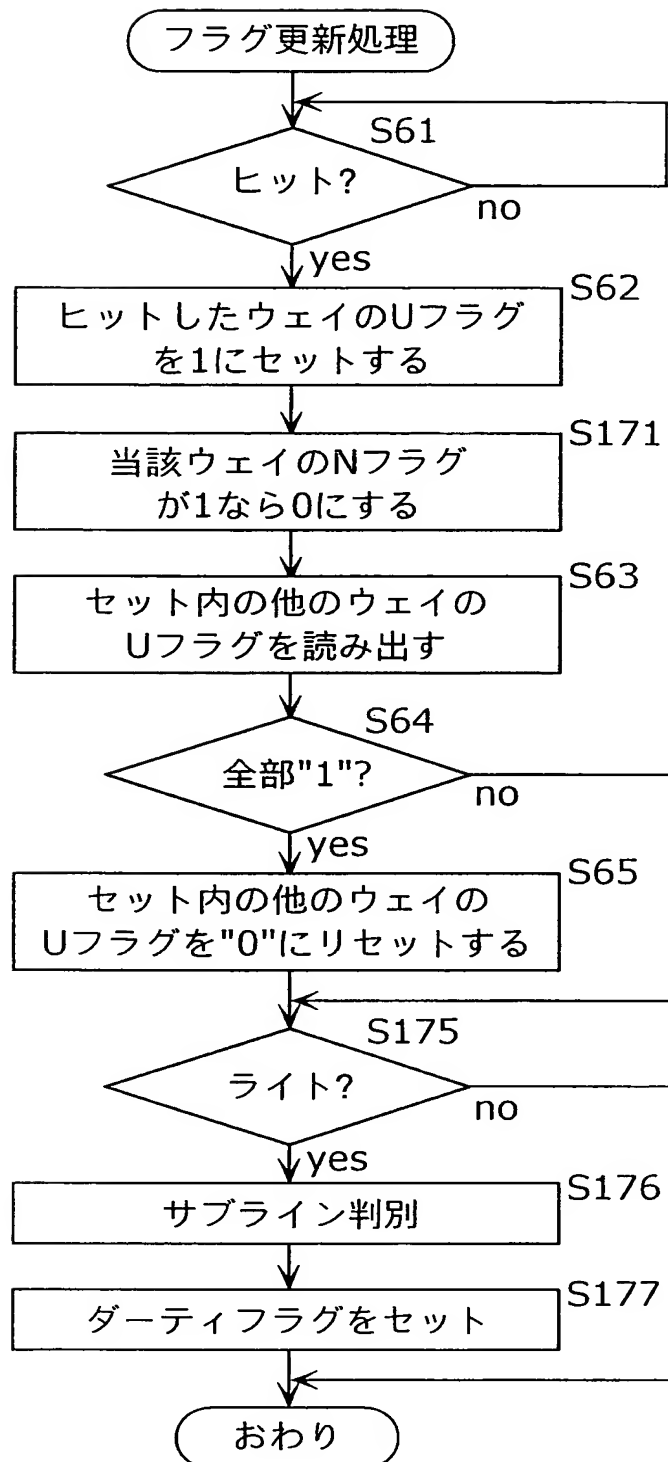 フラグ更新処理
S61
ヒット?
no
yes
S62
ヒットしたウェイのUフラグ
を1にセットする
S171
当該ウェイのNフラグ
が1なら0にする
S63
セット内の他のウェイの
Uフラグを読み出す
S64
全部"1"?
no
yes
S65
セット内の他のウェイの
Uフラグを"0"にリセットする
S175
ライト?
no
yes
S176
サブライン判別
S177
ダーティフラグをセット
おわり